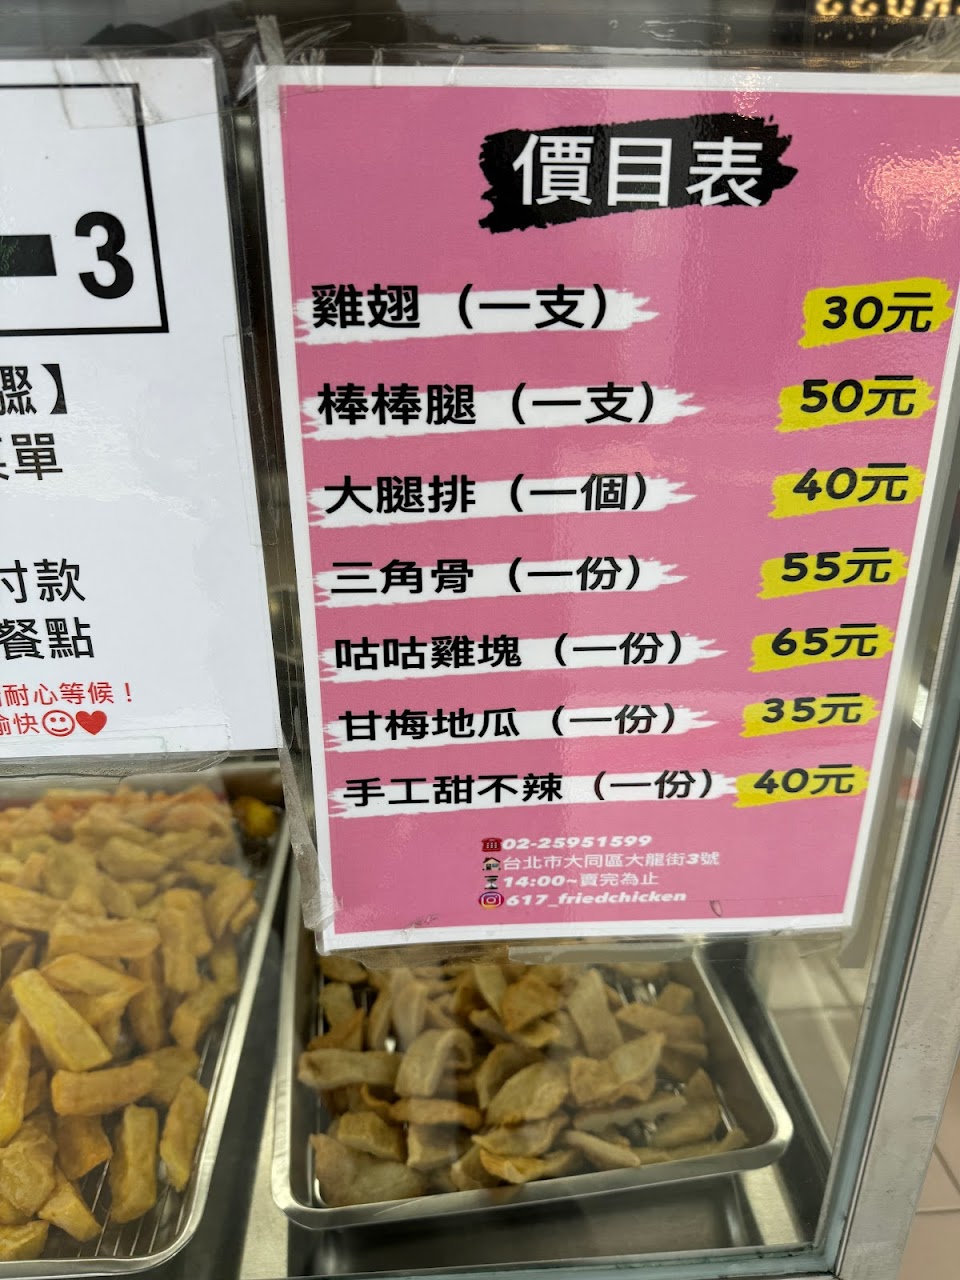 3
驟】
單
付款
餐點
耐心等候！
愉快
價目表
雞翅（一支） 30元
棒棒腿（一支） 50元
大腿排（一個） 40元
三角骨（一份） 55元
咕咕雞塊（一份） 65元
甘梅地瓜（一份） 35元
手工甜不辣（一份） 40元
02-25951599
台北市大同區大龍街3號
14:00~賣完為止
617_friedchicken